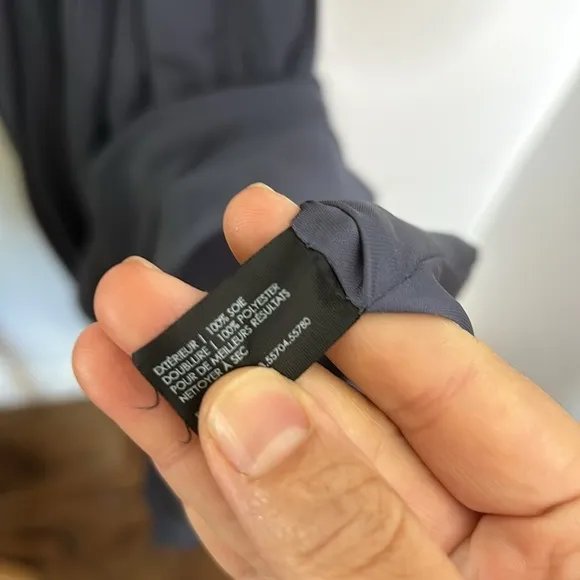 EXTÉRIEUR | 100% SOIE
DOUBLURE | 100% POLYESTER
POUR DE MEILLEURS RÉSULTATS
NETTOYER A SEC
,55704,55780